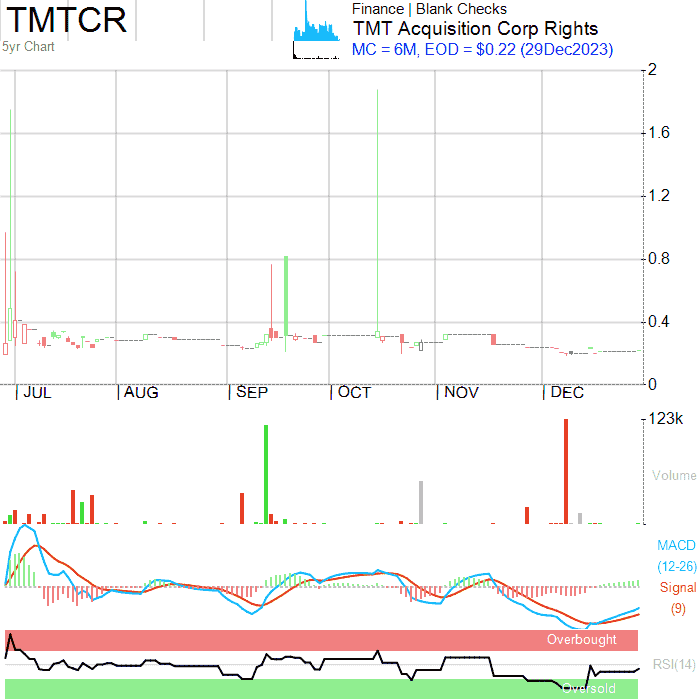 TMTCR
5yr Chart
Finance | Blank Checks
TMT Acquisition Corp Rights
MC = 6M, EOD = $0.22 (29Dec2023)
2
1.6
1.2
0.8
0.4
0
JUL AUG SEP OCT NOV DEC
123k
Volume
MACD
(12-26)
Signal
(9)
Overbought
RSI(14)
Oversold